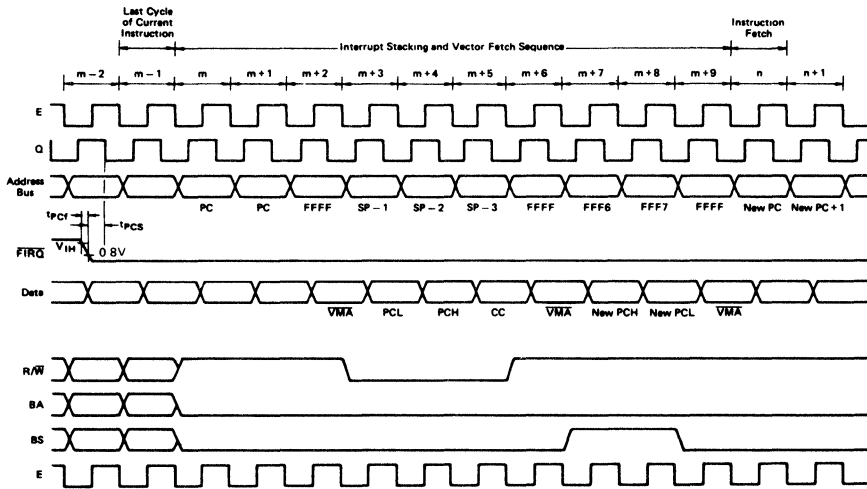 Last Cycle
of Current
Instruction
Instruction
Fetch
Interrupt Stacking and Vector Fetch Sequence
m - 2 m - 1 m m + 1 m + 2 m + 3 m + 4 m + 5 m + 6 m + 7 m + 8 m + 9 n n + 1
E
Q
Address
Bus
PC PC FFFF SP - 1 SP - 2 SP - 3 FFFF FFF6 FFF7 FFFF New PC New PC + 1
tPCf
tPCS
VIH
0 8V
FIRQ
Data
VMA PCL PCH CC VMA New PCH New PCL VMA
R/W
BA
BS
E